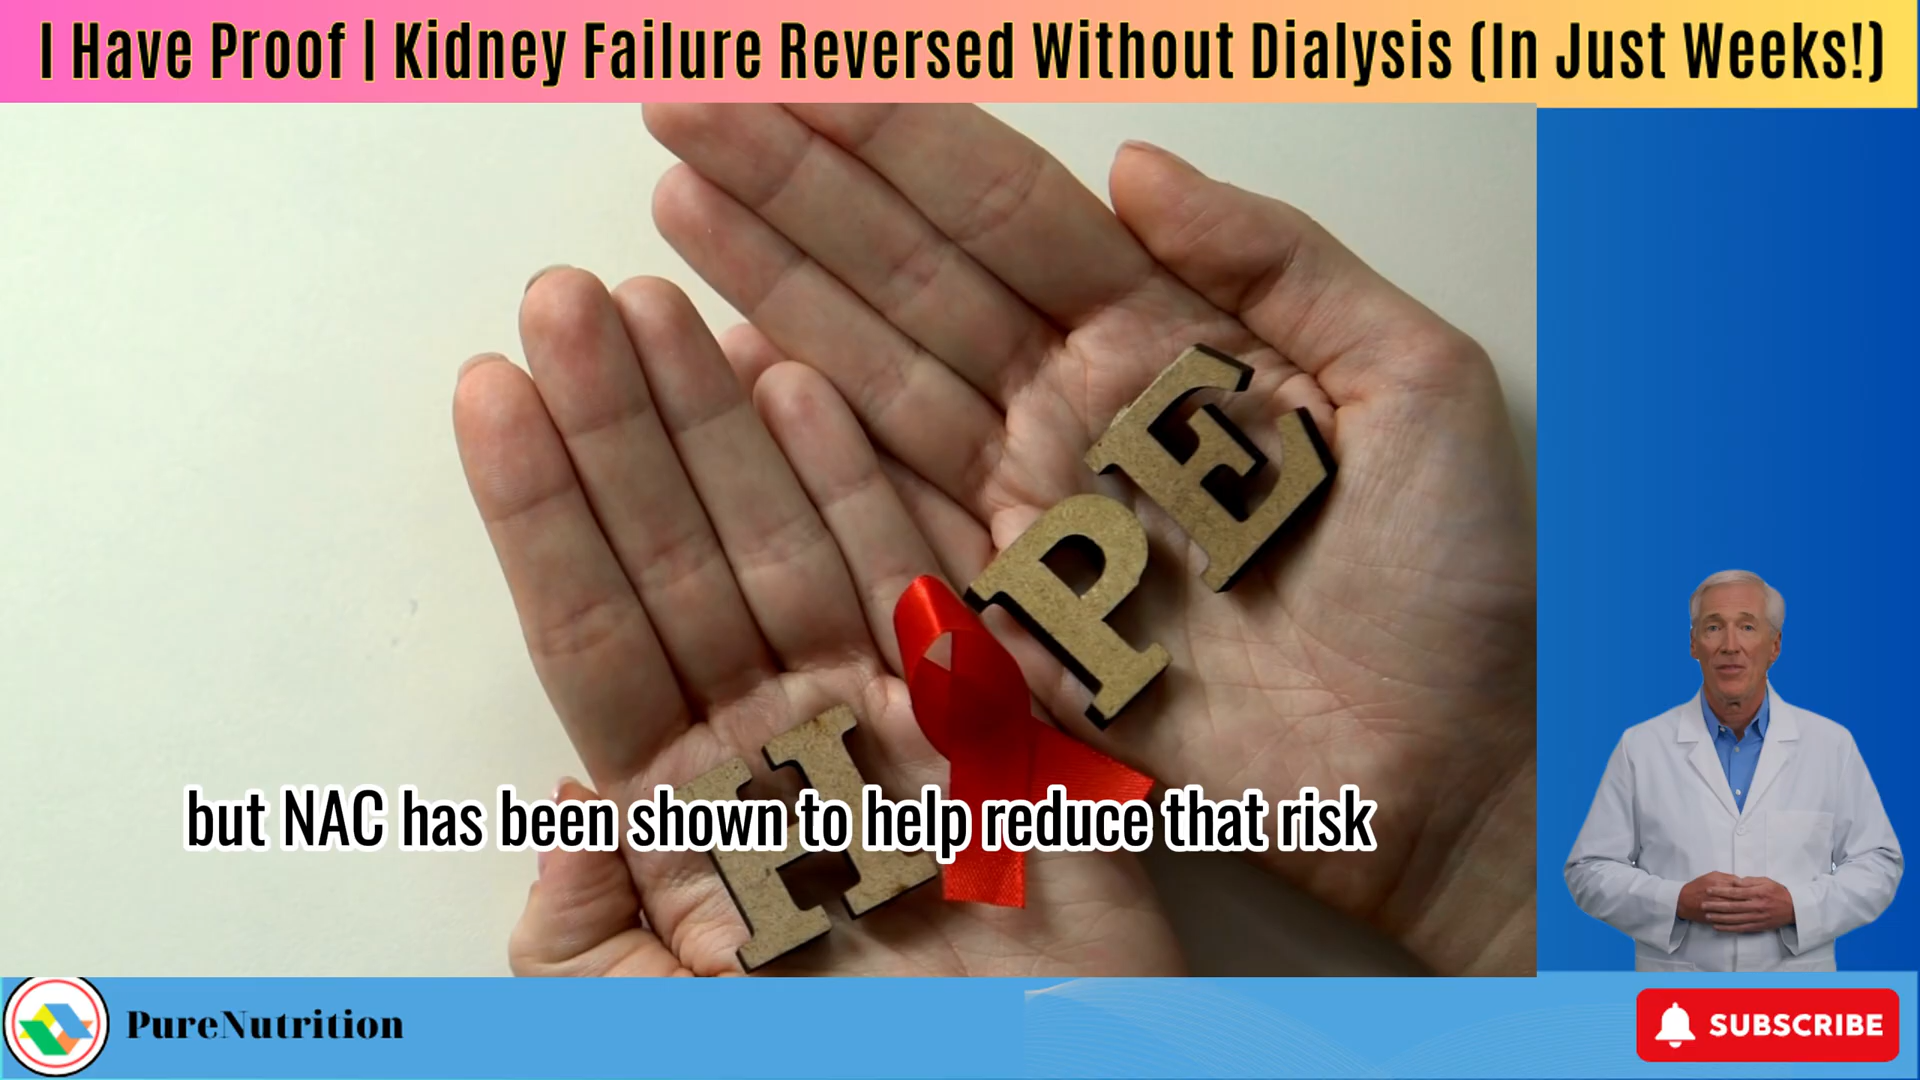 I Have Proof | Kidney Failure Reversed Without Dialysis (In Just Weeks!)
H PE
but NAC has been shown to help reduce that risk
PureNutrition
SUBSCRIBE